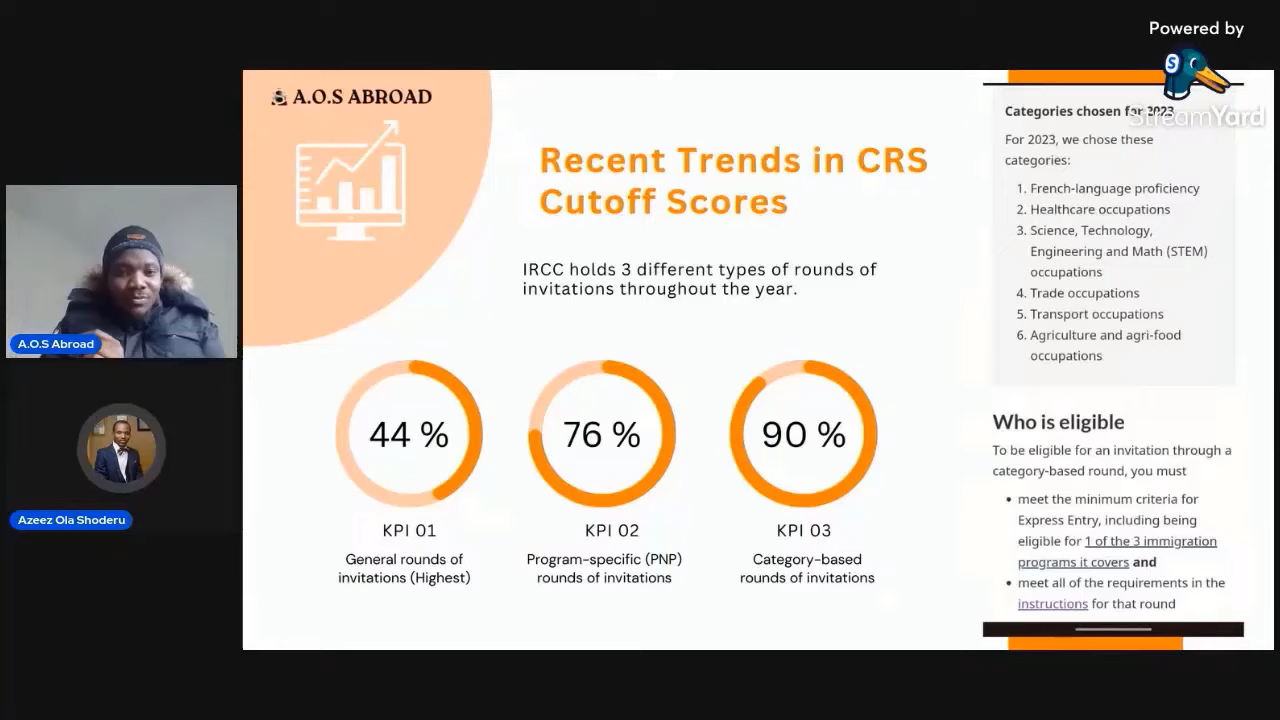 Powered by
S
StreamYard
A.O.S ABROAD
Recent Trends in CRS
Cutoff Scores
IRCC holds 3 different types of rounds of
invitations throughout the year.
44 %
KPI 01
General rounds of
invitations (Highest)
76 %
KPI 02
Program-specific (PNP)
rounds of invitations
90 %
KPI 03
Category-based
rounds of invitations
Categories chosen for 2023
For 2023, we chose these
categories:
1. French-language proficiency
2. Healthcare occupations
3. Science, Technology,
Engineering and Math (STEM)
occupations
4. Trade occupations
5. Transport occupations
6. Agriculture and agri-food
occupations
Who is eligible
To be eligible for an invitation through a
category-based round, you must
• meet the minimum criteria for
Express Entry, including being
eligible for 1 of the 3 immigration
programs it covers and
• meet all of the requirements in the
instructions for that round
A.O.S Abroad
Azeez Ola Shoderu